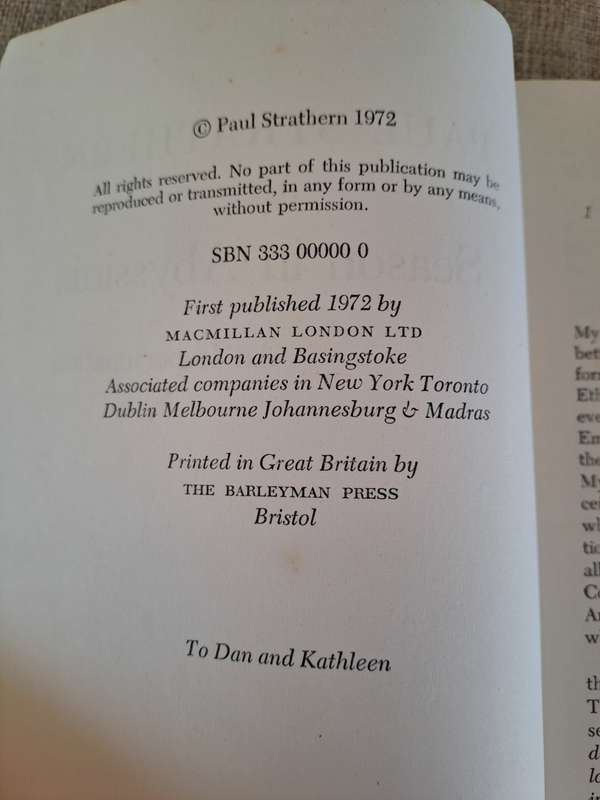 © Paul Strathern 1972
All rights reserved. No part of this publication may be
reproduced or transmitted, in any form or by any means,
without permission.
SBN 333 00000 0
First published 1972 by
MACMILLAN LONDON LTD
London and Basingstoke
Associated companies in New York Toronto
Dublin Melbourne Johannesburg & Madras
Printed in Great Britain by
THE BARLEYMAN PRESS
Bristol
To Dan and Kathleen
1
My